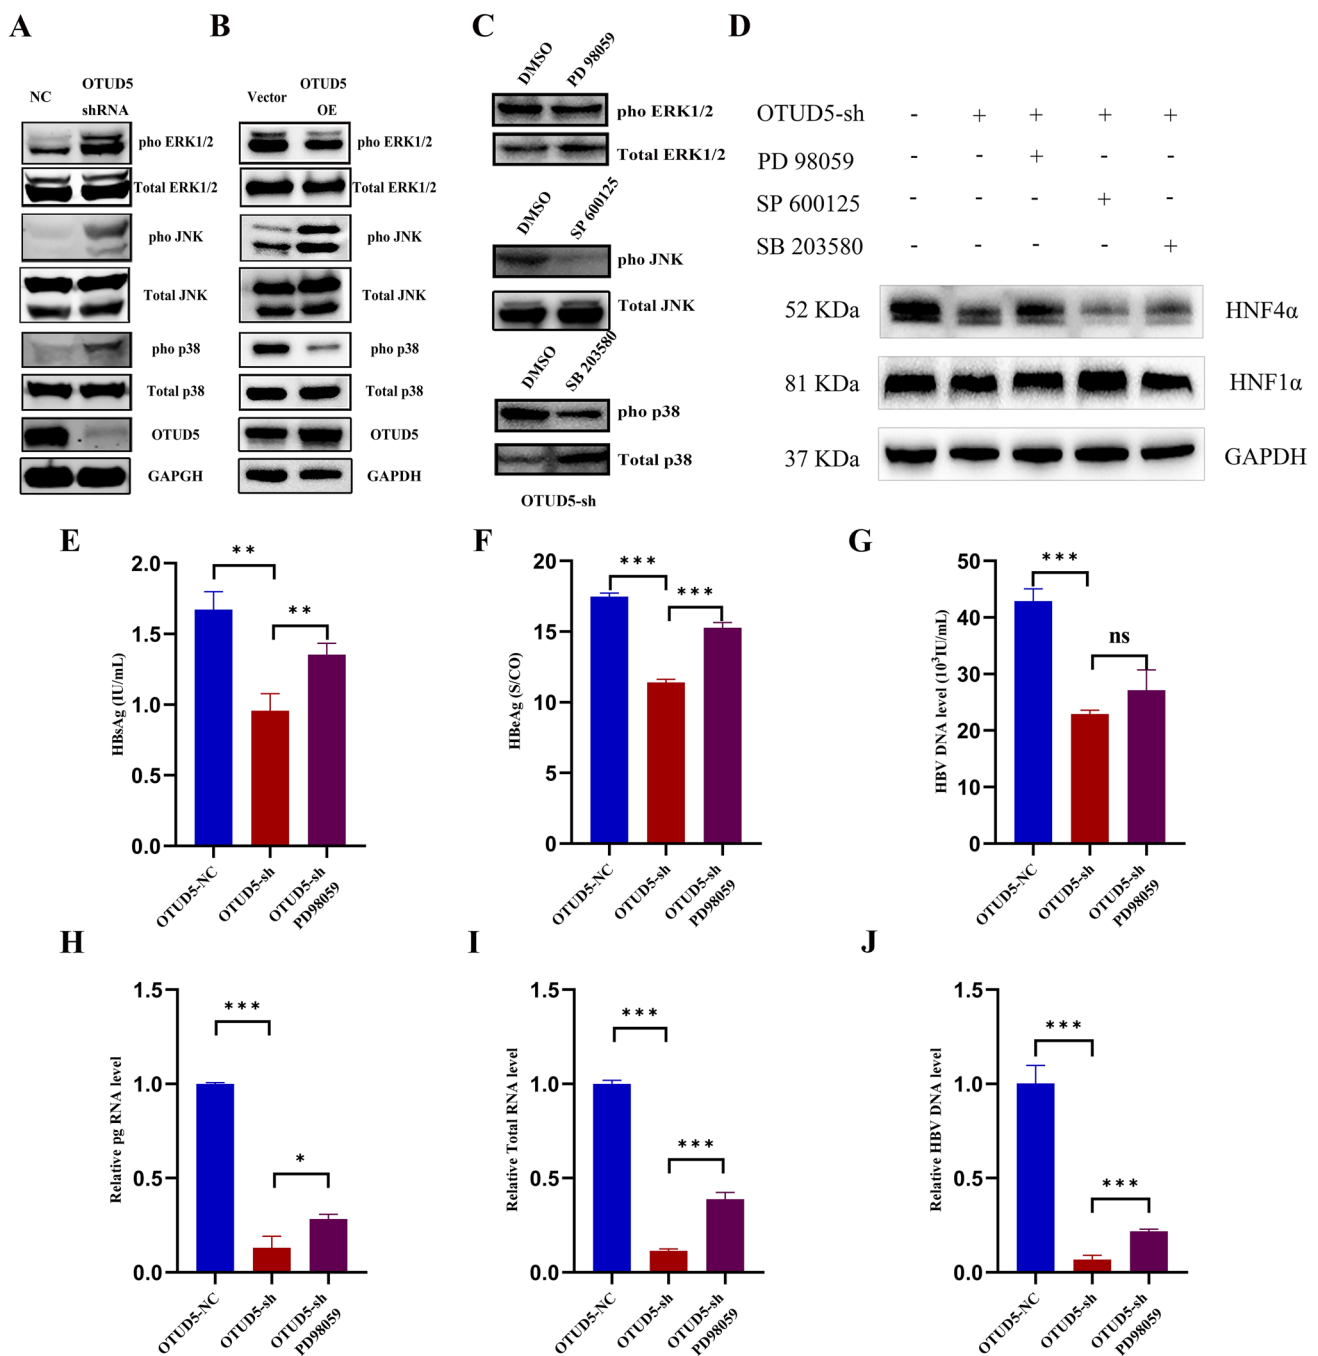 A
NC
OTUD5
shRNA
pho ERK1/2
Total ERK1/2
pho JNK
Total JNK
pho p38
Total p38
OTUD5
GAPGH
B
Vector
OTUD5
OE
pho ERK1/2
Total ERK1/2
pho JNK
Total JNK
pho p38
Total p38
OTUD5
GAPDH
C
DMSO
PD 98059
pho ERK1/2
Total ERK1/2
DMSO
SP 600125
pho JNK
Total JNK
DMSO
SB 203580
pho p38
Total p38
OTUD5-sh
D
OTUD5-sh - + + + +
PD 98059 - - + - -
SP 600125 - - - + -
SB 203580 - - - - +
52 KDa HNF4α
81 KDa HNF1α
37 KDa GAPDH
E
HBsAg (IU/mL)
2.0
1.5
1.0
0.5
0.0
**
**
OTUD5-NC
OTUD5-sh
OTUD5-sh
PD98059
F
HBeAg (S/CO)
20
15
10
5
0
***
***
OTUD5-NC
OTUD5-sh
OTUD5-sh
PD98059
G
HBV DNA level (10³IU/mL)
50
40
30
20
10
0
***
ns
OTUD5-NC
OTUD5-sh
OTUD5-sh
PD98059
H
Relative pg RNA level
1.5
1.0
0.5
0.0
***
*
OTUD5-NC
OTUD5-sh
OTUD5-sh
PD98059
I
Relative Total RNA level
1.5
1.0
0.5
0.0
***
***
OTUD5-NC
OTUD5-sh
OTUD5-sh
PD98059
J
Relative HBV DNA level
1.5
1.0
0.5
0.0
***
***
OTUD5-NC
OTUD5-sh
OTUD5-sh
PD98059